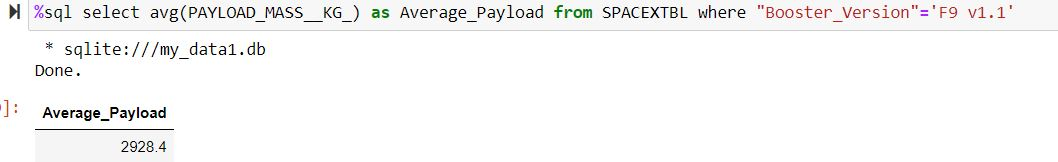 %sql select avg(PAYLOAD_MASS__KG_) as Average_Payload from SPACEXTBL where "Booster_Version"='F9 v1.1'
* sqlite:///my_data1.db
Done.
]:
Average_Payload
2928.4